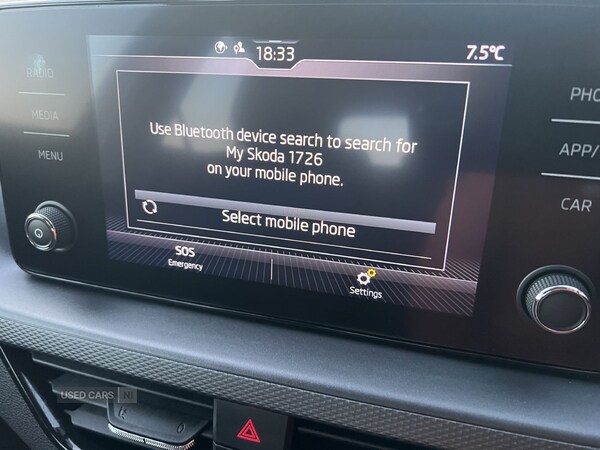 18:33
7.5°C
RADIO
MEDIA
MENU
Use Bluetooth device search to search for
My Skoda 1726
on your mobile phone.
Select mobile phone
SOS
Emergency
Settings
PHO
APP/
CAR
USED CARS NI